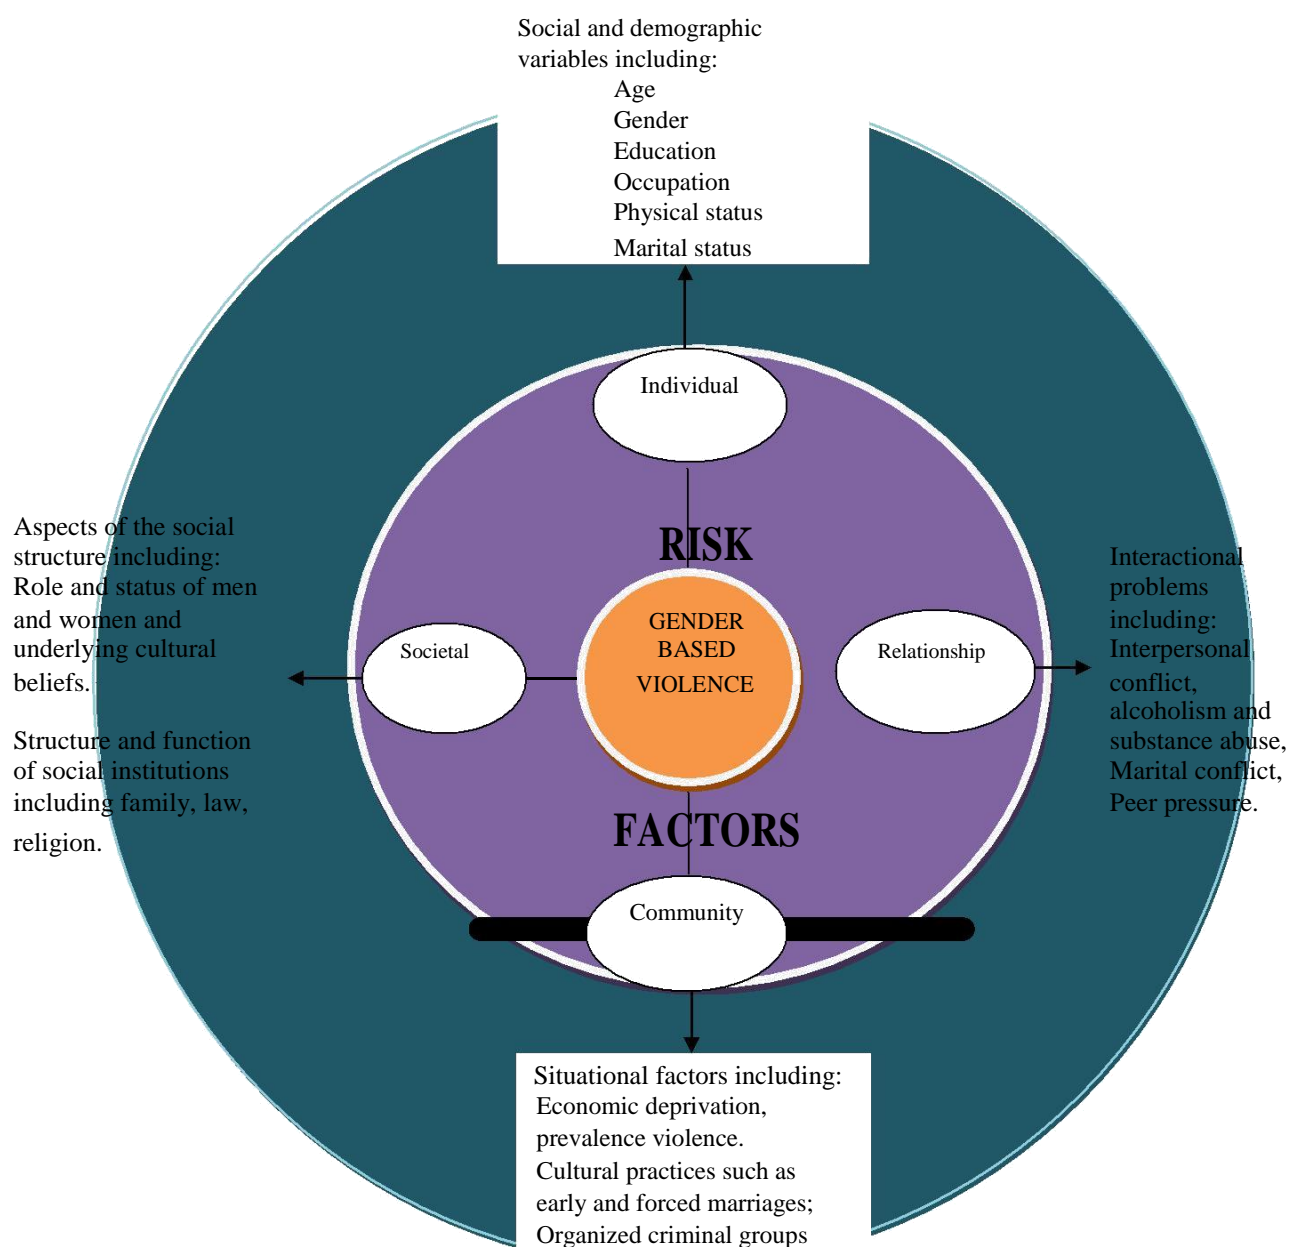 Social and demographic
variables including:
Age
Gender
Education
Occupation
Physical status
Marital status
Individual
RISK
GENDER
BASED
VIOLENCE
Societal
Relationship
Aspects of the social
structure including:
Role and status of men
and women and
underlying cultural
beliefs.
Structure and function
of social institutions
including family, law,
religion.
Interactional
problems
including:
Interpersonal
conflict,
alcoholism and
substance abuse,
Marital conflict,
Peer pressure.
FACTORS
Community
Situational factors including:
Economic deprivation,
prevalence violence.
Cultural practices such as
early and forced marriages;
Organized criminal groups